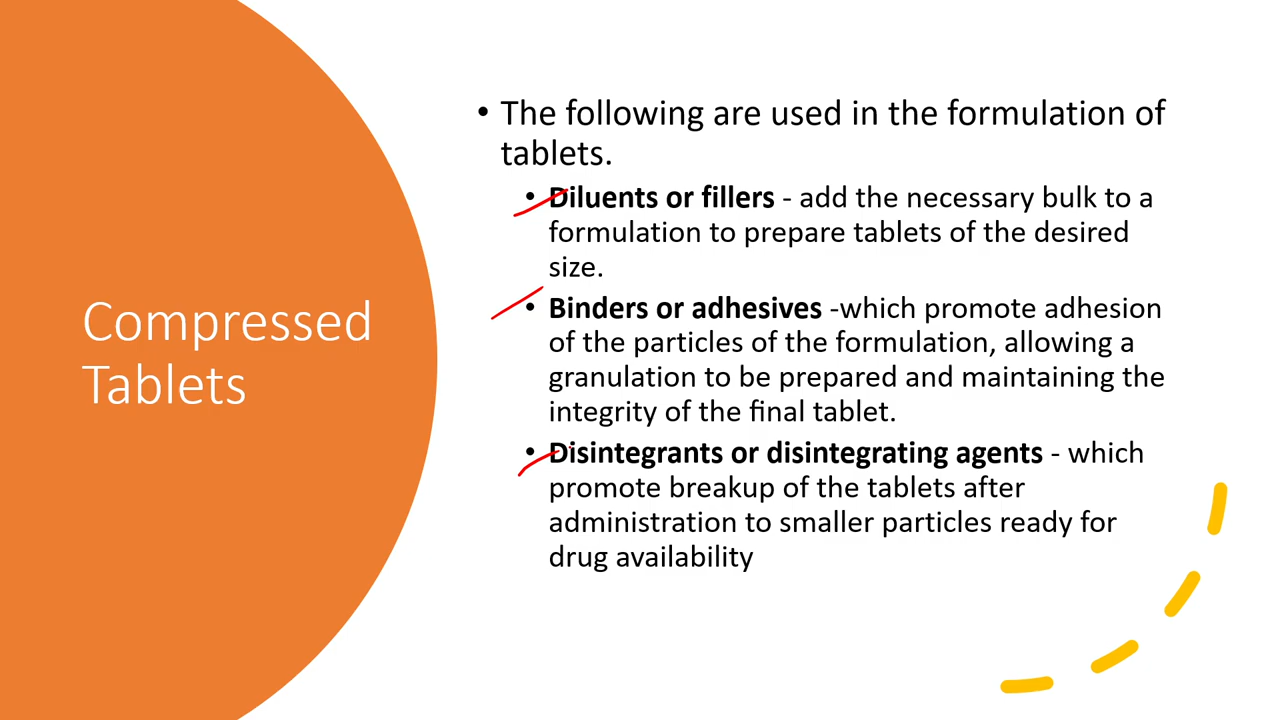 Compressed
Tablets
• The following are used in the formulation of
tablets.
• Diluents or fillers - add the necessary bulk to a
formulation to prepare tablets of the desired
size.
• Binders or adhesives -which promote adhesion
of the particles of the formulation, allowing a
granulation to be prepared and maintaining the
integrity of the final tablet.
• Disintegrants or disintegrating agents - which
promote breakup of the tablets after
administration to smaller particles ready for
drug availability